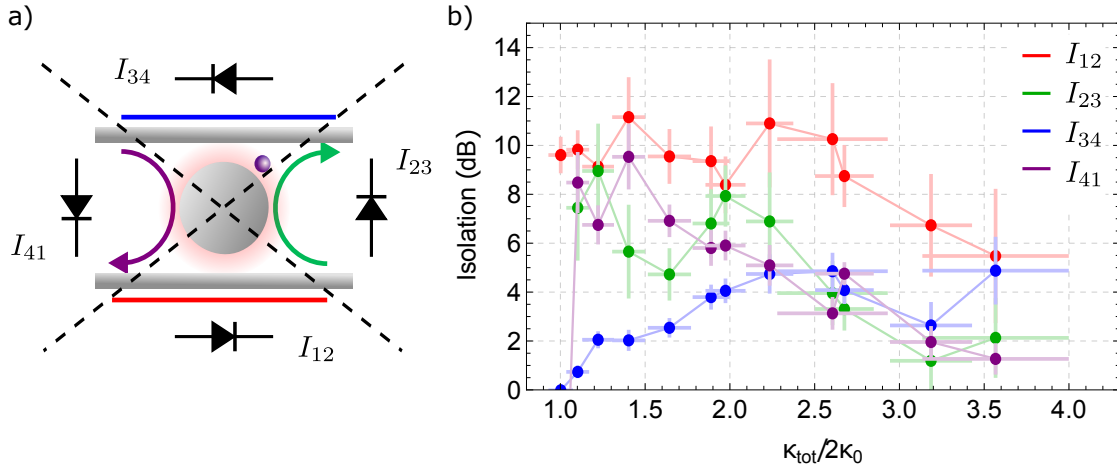 a)
I₃₄
I₂₃
I₄₁
I₁₂
b)
Isolation (dB)
14
12
10
8
6
4
2
0
1.0 1.5 2.0 2.5 3.0 3.5 4.0
κtot/2κ₀
I₁₂
I₂₃
I₃₄
I₄₁